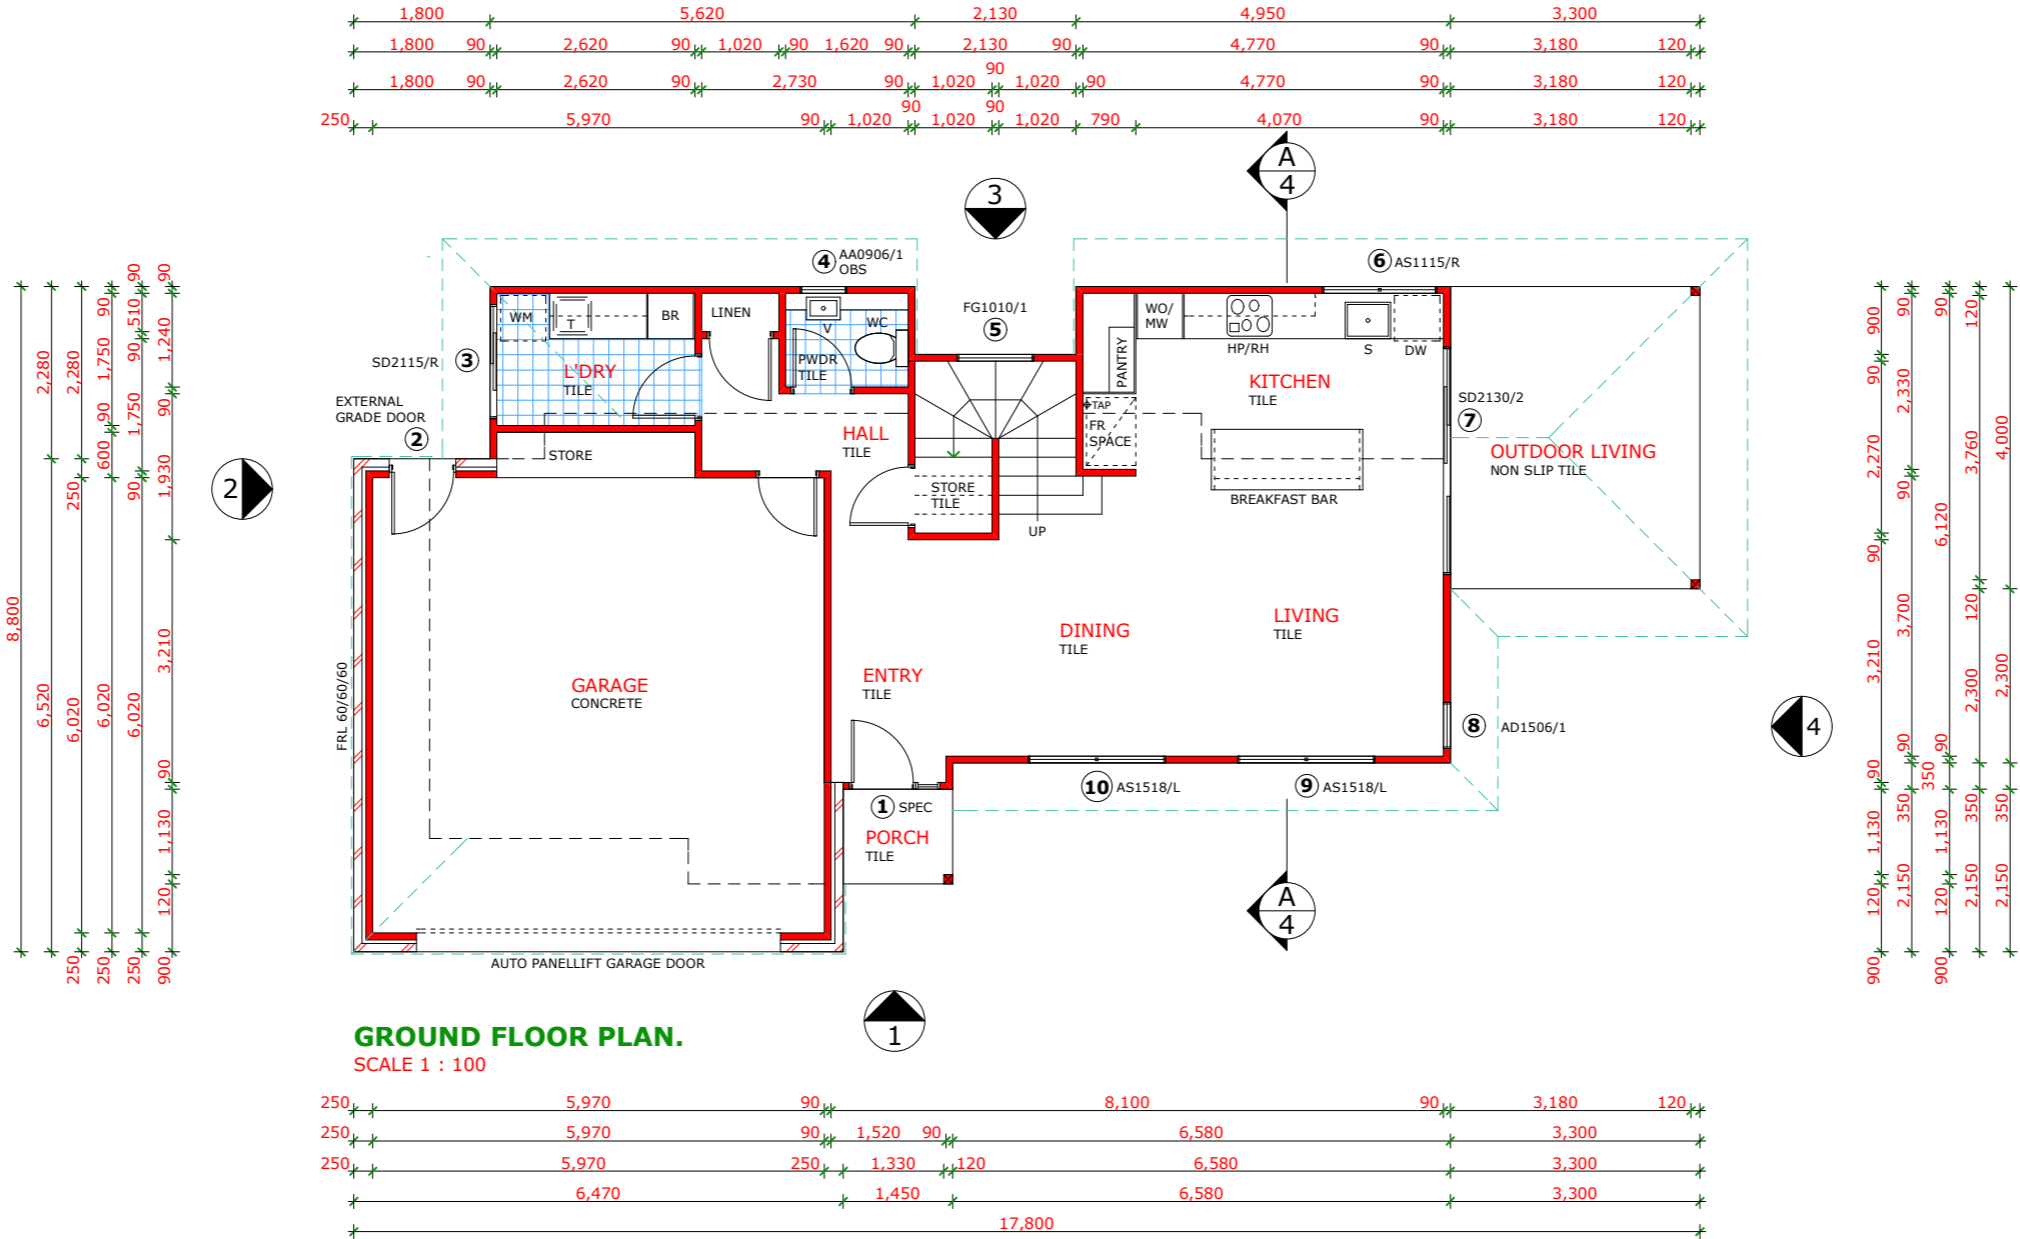 1,800 5,620 2,130 4,950 3,300
1,800 90 2,620 90 1,020 90 1,620 90 2,130 90 4,770 90 3,180 120
90
1,800 90 2,620 90 2,730 90 1,020 1,020 90 4,770 90 3,180 120
90 90
250 5,970 90 1,020 1,020 1,020 790 4,070 90 3,180 120
A
4
3
4 AA0906/1
OBS
6 AS1115/R
FG1010/1
5
SD2115/R 3
WM
T
BR
LINEN
V
WC
PWDR
TILE
L'DRY
TILE
WO/
MW
HP/RH
S
DW
PANTRY
KITCHEN
TILE
EXTERNAL
GRADE DOOR
2
TAP
FR
SPACE
SD2130/2
7
HALL
TILE
STORE
OUTDOOR LIVING
NON SLIP TILE
2
STORE
TILE
BREAKFAST BAR
UP
DINING
TILE
LIVING
TILE
ENTRY
TILE
GARAGE
CONCRETE
FRL 60/60/60
8 AD1506/1
4
10 AS1518/L
9 AS1518/L
1 SPEC
PORCH
TILE
A
4
AUTO PANELLIFT GARAGE DOOR
1
8,800
2,280 6,520
2,280 250 6,020 250
90 1,750 90 600 6,020 250
90 510 90 1,750 90 6,020 250
90 1,240 90 1,930 3,210 90 1,130 120 900
900 90 2,270 90 3,210 90 1,130 120 900
90 2,330 90 3,700 90 350 2,150
90 6,120 90 350 1,130 120 900
120 3,760 120 2,300 350 2,150
4,000 2,300 350 2,150
GROUND FLOOR PLAN.
SCALE 1 : 100
250 5,970 90 8,100 90 3,180 120
250 5,970 90 1,520 90 6,580 3,300
250 5,970 250 1,330 120 6,580 3,300
6,470 1,450 6,580 3,300
17,800